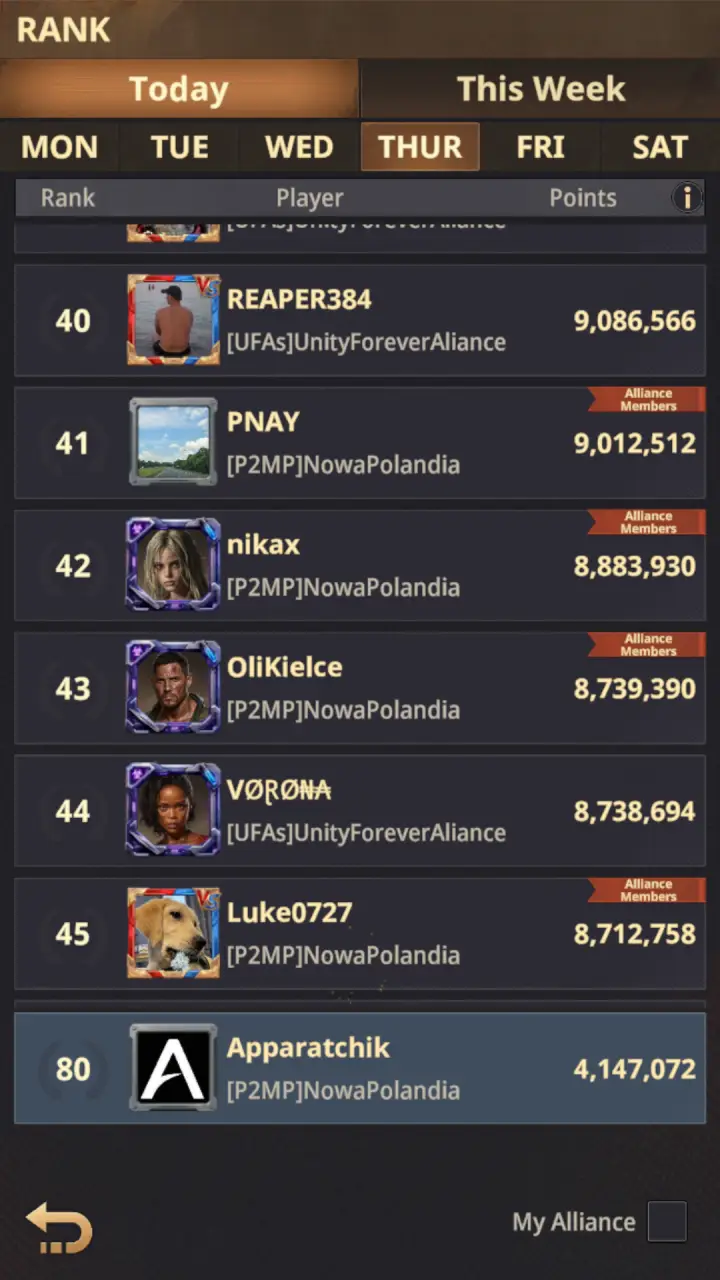 RANK
Today
This Week
MON TUE WED THUR FRI SAT
Rank Player Points i
[UFAs]UnityForeverAliance
REAPER384
40 9,086,566
[UFAs]UnityForeverAliance
Alliance
Members
PNAY
41 9,012,512
[P2MP]NowaPolandia
Alliance
Members
nikax
42 8,883,930
[P2MP]NowaPolandia
Alliance
Members
OliKielce
43 8,739,390
[P2MP]NowaPolandia
VØⱤØ₦₳
44 8,738,694
[UFAs]UnityForeverAliance
Alliance
Members
Luke0727
45 8,712,758
[P2MP]NowaPolandia
Apparatchik
80 4,147,072
[P2MP]NowaPolandia
My Alliance